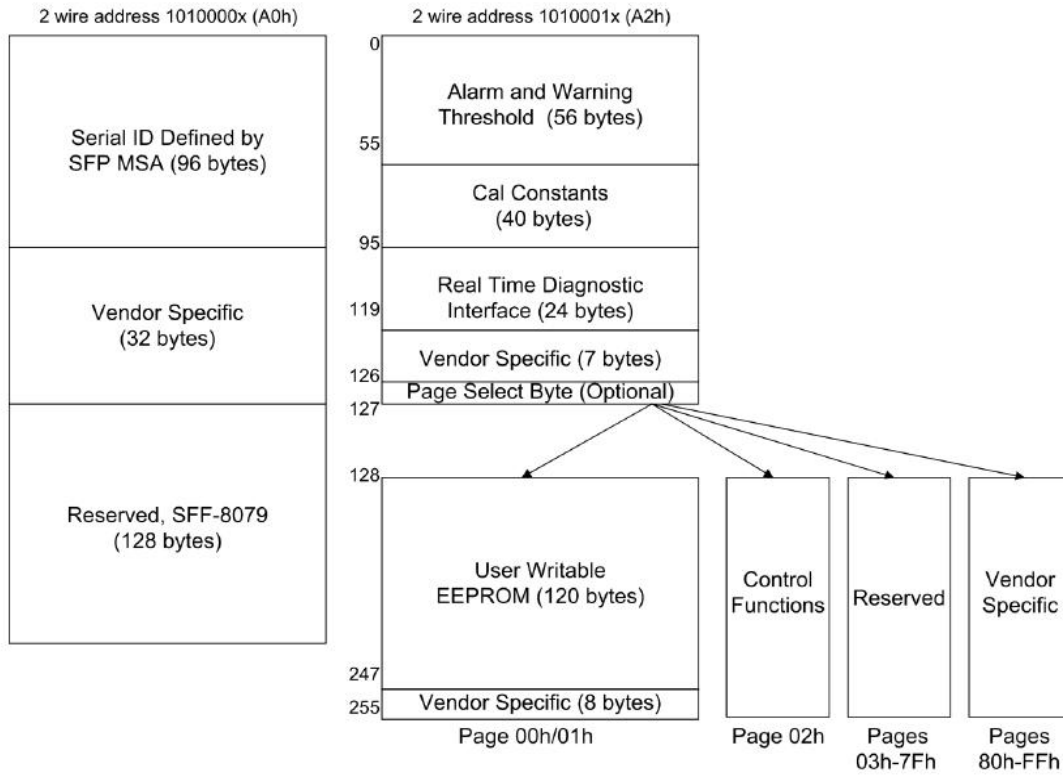 2 wire address 1010000x (A0h)
Serial ID Defined by
SFP MSA (96 bytes)
Vendor Specific
(32 bytes)
Reserved, SFF-8079
(128 bytes)
2 wire address 1010001x (A2h)
0
Alarm and Warning
Threshold (56 bytes)
55
Cal Constants
(40 bytes)
95
Real Time Diagnostic
Interface (24 bytes)
119
Vendor Specific (7 bytes)
126
Page Select Byte (Optional)
127
128
User Writable
EEPROM (120 bytes)
247
Vendor Specific (8 bytes)
255
Page 00h/01h
Control
Functions
Page 02h
Reserved
Pages
03h-7Fh
Vendor
Specific
Pages
80h-FFh